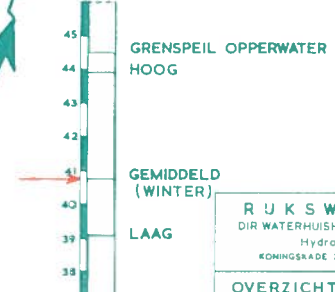 45
GRENSPEIL OPPERWATER
44
HOOG
43
42
41
GEMIDDELD
(WINTER)
40
39
LAAG
38
RIJKSW
DIR WATERHUISH
Hydro
KONINGSKADE
OVERZICHT